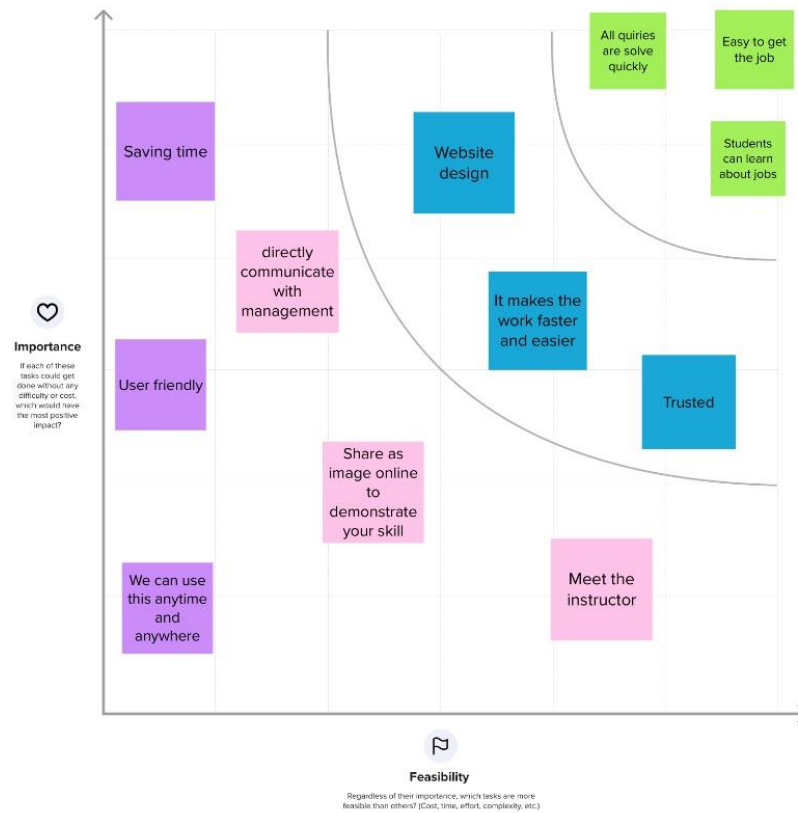 All quiries
are solve
quickly
Easy to get
the job
Students
can learn
about jobs
Saving time
Website
design
directly
communicate
with
management
It makes the
work faster
and easier
User friendly
Trusted
Share as
image online
to
demonstrate
your skill
We can use
this anytime
and
anywhere
Meet the
instructor
Importance
If each of these
tasks could get
done without any
difficulty or cost,
which would have
the most positive
impact?
Feasibility
Regardless of their importance, which tasks are more
feasible than others? (Cost, time, effort, complexity, etc.)